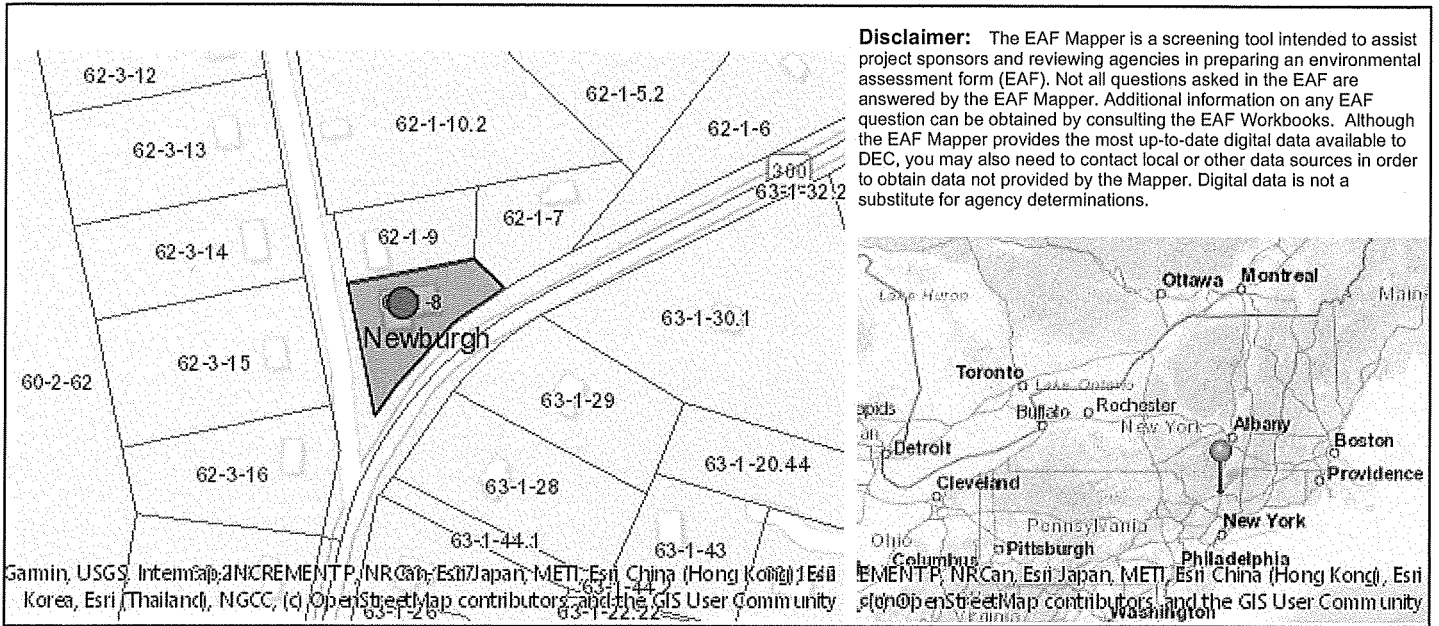 Disclaimer: The EAF Mapper is a screening tool intended to assist
project sponsors and reviewing agencies in preparing an environmental
assessment form (EAF). Not all questions asked in the EAF are
answered by the EAF Mapper. Additional information on any EAF
question can be obtained by consulting the EAF Workbooks. Although
the EAF Mapper provides the most up-to-date digital data available to
DEC, you may also need to contact local or other data sources in order
to obtain data not provided by the Mapper. Digital data is not a
substitute for agency determinations.
62-3-12
62-1-5.2
62-1-10.2
62-1-6
62-3-13
300
63-1-32.2
62-1-7
62-1-9
62-3-14
-8
63-1-30.1
Newburgh
62-3-15
60-2-62
63-1-29
63-1-20.44
62-3-16
63-1-28
63-1-44.1
63-1-43
Garmin, USGS, NRCan, Esri Japan, METI, Esri China (Hong Kong), Esri
Korea, Esri (Thailand), NGCC, (c) OpenStreetMap contributors, and the GIS User Community
63-1-26
63-1-22.22
Ottawa
Montreal
Lake Huron
Toronto
Lake Ontario
Buffalo
Rochester
New York
Albany
Detroit
Boston
Providence
Cleveland
New York
Pennsylvania
Ohio
Pittsburgh
Columbus
Philadelphia
NRCan, Esri Japan, METI, Esri China (Hong Kong), Esri
OpenStreetMap contributors, and the GIS User Community
Washington